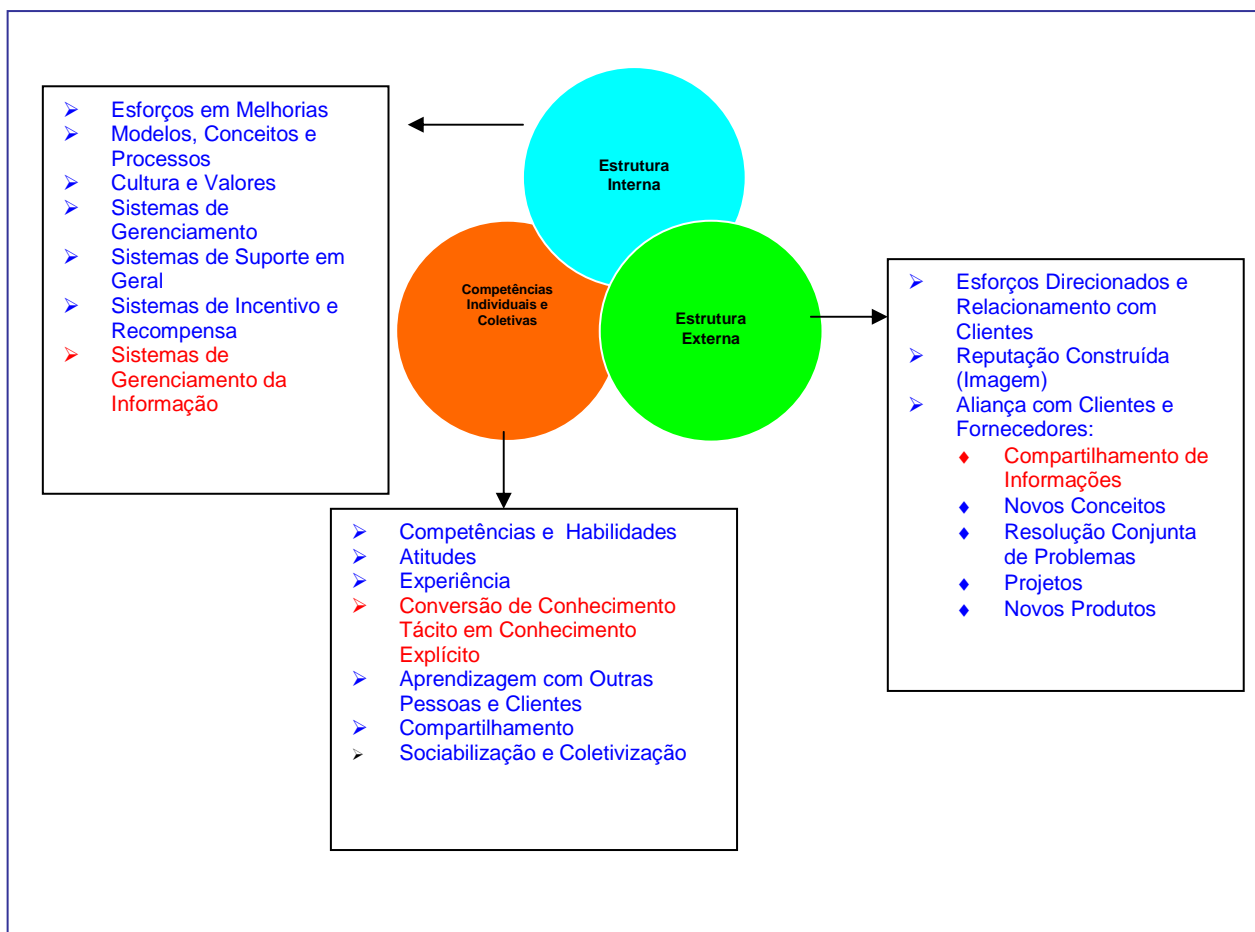 Esforços em Melhorias
Modelos, Conceitos e
Processos
Cultura e Valores
Sistemas de
Gerenciamento
Sistemas de Suporte em
Geral
Sistemas de Incentivo e
Recompensa
Sistemas de
Gerenciamento da
Informação
Estrutura
Interna
Competências
Individuais e
Coletivas
Estrutura
Externa
Esforços Direcionados e
Relacionamento com
Clientes
Reputação Construída
(Imagem)
Aliança com Clientes e
Fornecedores:
Compartilhamento de
Informações
Novos Conceitos
Resolução Conjunta
de Problemas
Projetos
Novos Produtos
Competências e  Habilidades
Atitudes
Experiência
Conversão de Conhecimento
Tácito em Conhecimento
Explícito
Aprendizagem com Outras
Pessoas e Clientes
Compartilhamento
Sociabilização e Coletivização